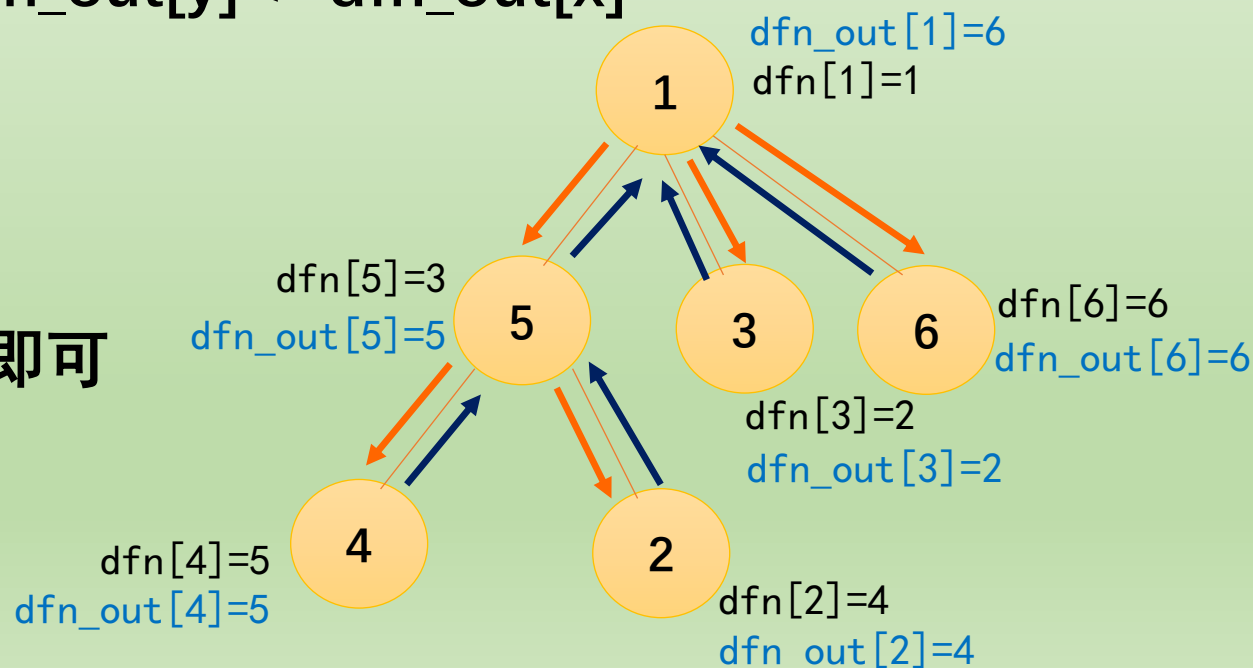 _out[y] <= dfn_out[x]
dfn_out[1]=6
dfn[1]=1
1
dfn[5]=3
dfn_out[5]=5
5
3
6
dfn[6]=6
dfn_out[6]=6
即可
dfn[3]=2
dfn_out[3]=2
4
2
dfn[4]=5
dfn_out[4]=5
dfn[2]=4
dfn_out[2]=4